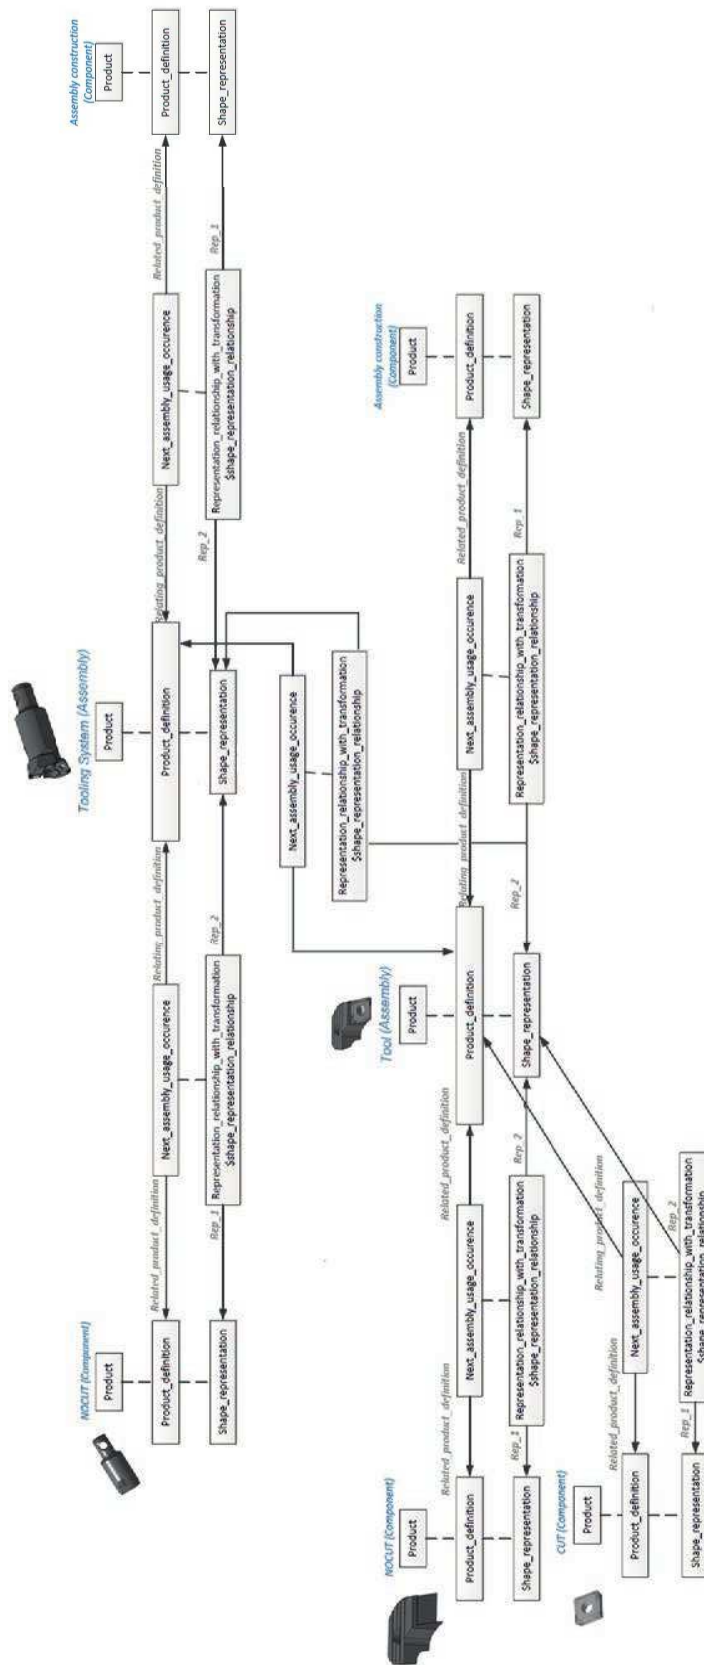 Tooling System (Assembly)
NOCUT (Component)
Assembly construction
(Component)
Product
Product
Product
Related_product_definition
Relating_product_definition
Relating_product_definition
Related_product_definition
Product_definition
Next_assembly_usage_occurence
Product_definition
Next_assembly_usage_occurence
Product_definition
Rep_1
Rep_2
Rep_2
Rep_1
Shape_representation
Representation_relationship_with_transformation
$shape_representation_relationship
Shape_representation
Representation_relationship_with_transformation
$shape_representation_relationship
Shape_representation
Next_assembly_usage_occurence
Representation_relationship_with_transformation
$shape_representation_relationship
Tool (Assembly)
NOCUT (Component)
Assembly construction
(Component)
Product
Product
Product
Related_product_definition
Related_product_definition
Relating_product_definition
Related_product_definition
Product_definition
Next_assembly_usage_occurence
Product_definition
Next_assembly_usage_occurence
Product_definition
Rep_1
Rep_2
Rep_2
Rep_1
Shape_representation
Representation_relationship_with_transformation
$shape_representation_relationship
Shape_representation
Representation_relationship_with_transformation
$shape_representation_relationship
Shape_representation
CUT (Component)
Product
Related_product_definition
Relating_product_definition
Product_definition
Next_assembly_usage_occurence
Rep_1
Rep_2
Shape_representation
Representation_relationship_with_transformation
$shape_representation_relationship